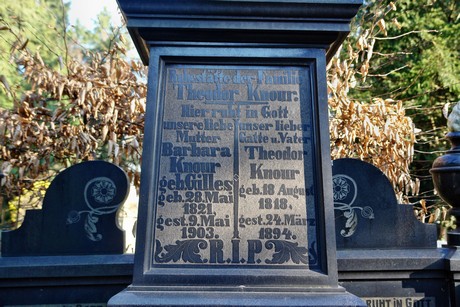 Ruhestätte der Familie
Theodor Knour.
Hier ruht in Gott
unsere liebe unser lieber
Mutter Gatte u. Vater
Barbara Theodor
Knour Knour
geb. Gilles geb. 18. August
geb. 28. Mai 1818.
1821. gest. 24. März
gest. 9. Mai 1894.
1903.
R.I.P.
RUHT IN GOTT